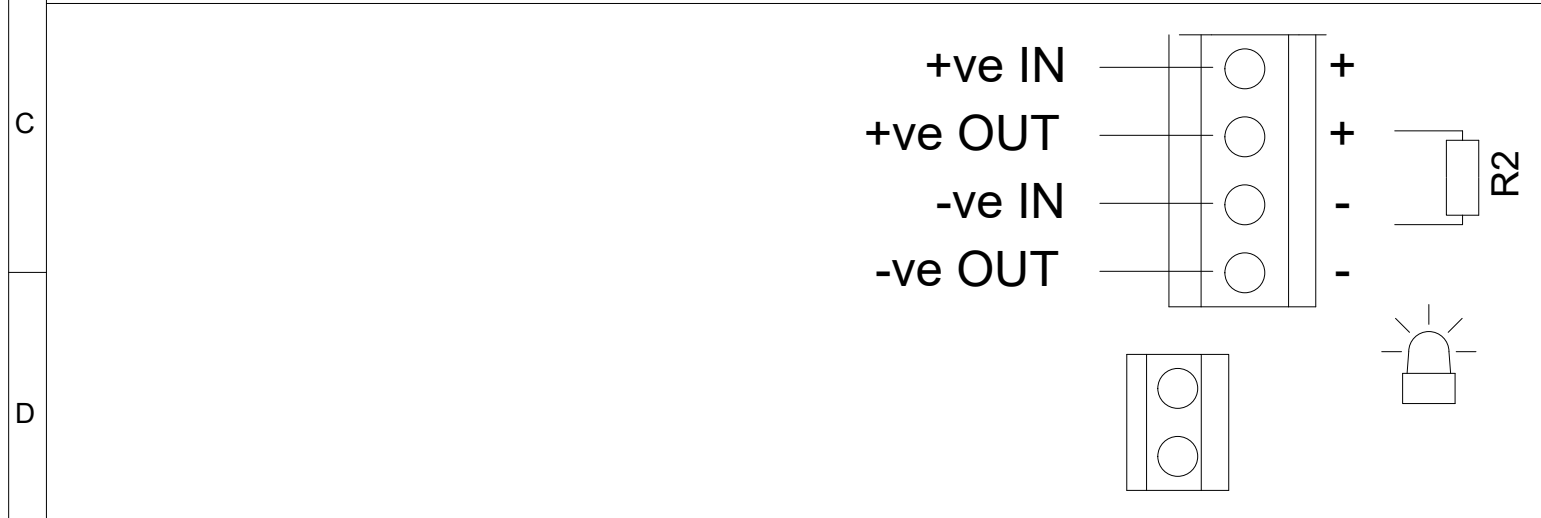 C
+ve IN +
+ve OUT +
-ve IN -
-ve OUT -
R2
D